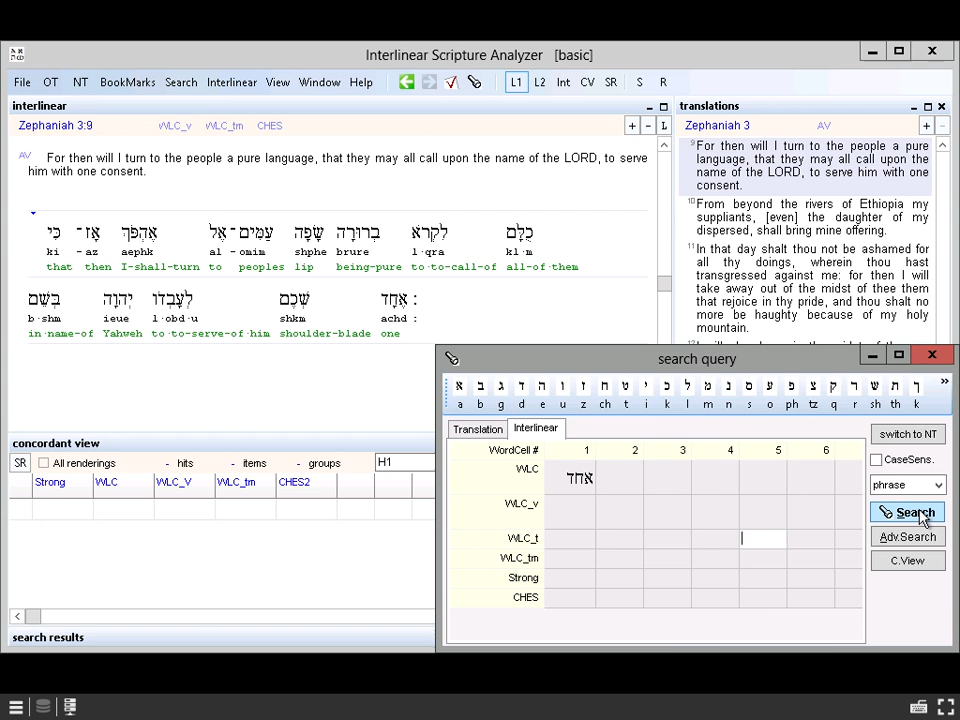 Interlinear Scripture Analyzer [basic]
File OT NT BookMarks Search Interlinear View Window Help L1 L2 Int CV SR S R
interlinear
Zephaniah 3:9 WLC_v WLC_tm CHES + - L
AV For then will I turn to the people a pure language, that they may all call upon the name of the LORD, to serve
him with one consent.
כִּי אָז־ אֶהְפֹּךְ אֶל־ עַמִּים שָׂפָה בְרוּרָה לִקְרֹא כֻלָּם
ki - az aephk al - omim shphe brure l·qra kl·m
that then I-shall-turn to peoples lip being-pure to·to-call-of all-of·them
בְּשֵׁם יְהוָה לְעָבְדוֹ שְׁכֶם אֶחָד :
b·shm ieue l·obd·u shkm achd :
in·name-of Yahweh to·to-serve-of·him shoulder-blade one
translations
Zephaniah 3 AV + -
9 For then will I turn to the people a pure
language, that they may all call upon the
name of the LORD, to serve him with one
consent.
10 From beyond the rivers of Ethiopia my
suppliants, [even] the daughter of my
dispersed, shall bring mine offering.
11 In that day shalt thou not be ashamed for
all thy doings, wherein thou hast
transgressed against me: for then I will
take away out of the midst of thee them
that rejoice in thy pride, and thou shalt no
more be haughty because of my holy
mountain.
concordant view
SR All renderings - hits - items - groups H1
Strong WLC WLC_V WLC_tm CHES2
search results
search query
א ב ג ד ה ו ז ח ט י כ ל מ נ ס ע פ צ ק ר ש ת ך »
a b g d e u z ch t i k l m n s o ph tz q r sh th k
Translation Interlinear
WordCell # 1 2 3 4 5 6
WLC אחד
WLC_v
WLC_t
WLC_tm
Strong
CHES
switch to NT
CaseSens.
phrase
Search
Adv.Search
C.View